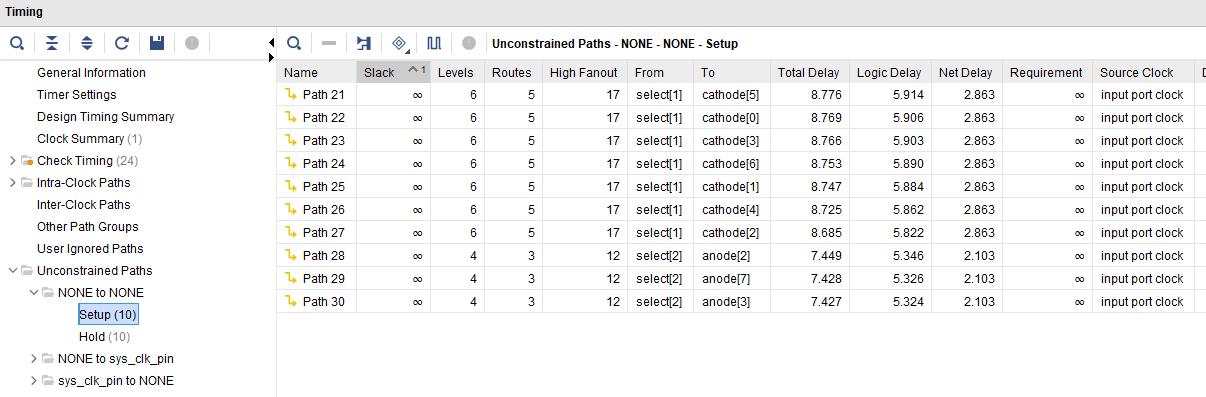 Timing
Unconstrained Paths - NONE - NONE - Setup
General Information
Timer Settings
Design Timing Summary
Clock Summary (1)
Check Timing (24)
Intra-Clock Paths
Inter-Clock Paths
Other Path Groups
User Ignored Paths
Unconstrained Paths
NONE to NONE
Setup (10)
Hold (10)
NONE to sys_clk_pin
sys_clk_pin to NONE
Name Slack 1 Levels Routes High Fanout From To Total Delay Logic Delay Net Delay Requirement Source Clock D
Path 21 ∞ 6 5 17 select[1] cathode[5] 8.776 5.914 2.863 ∞ input port clock
Path 22 ∞ 6 5 17 select[1] cathode[0] 8.769 5.906 2.863 ∞ input port clock
Path 23 ∞ 6 5 17 select[1] cathode[3] 8.766 5.903 2.863 ∞ input port clock
Path 24 ∞ 6 5 17 select[1] cathode[6] 8.753 5.890 2.863 ∞ input port clock
Path 25 ∞ 6 5 17 select[1] cathode[1] 8.747 5.884 2.863 ∞ input port clock
Path 26 ∞ 6 5 17 select[1] cathode[4] 8.725 5.862 2.863 ∞ input port clock
Path 27 ∞ 6 5 17 select[1] cathode[2] 8.685 5.822 2.863 ∞ input port clock
Path 28 ∞ 4 3 12 select[2] anode[2] 7.449 5.346 2.103 ∞ input port clock
Path 29 ∞ 4 3 12 select[2] anode[7] 7.428 5.326 2.103 ∞ input port clock
Path 30 ∞ 4 3 12 select[2] anode[3] 7.427 5.324 2.103 ∞ input port clock